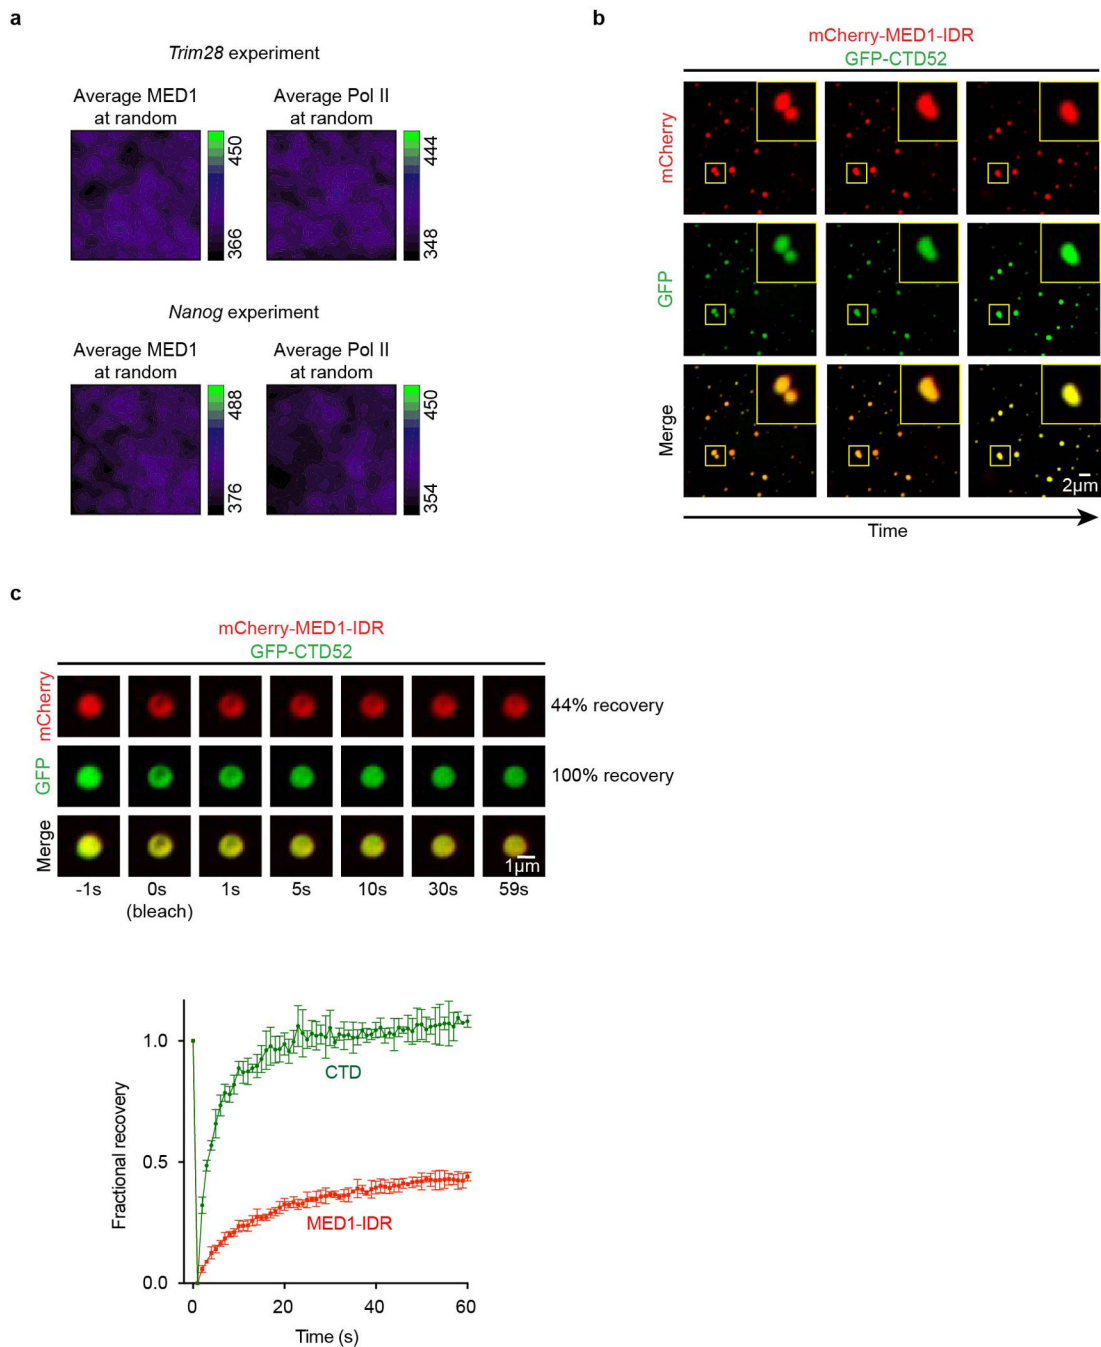 a
Trim28 experiment
Average MED1
at random
Average Pol II
at random
450
366
444
348
Nanog experiment
Average MED1
at random
Average Pol II
at random
488
376
450
354
b
mCherry-MED1-IDR
GFP-CTD52
mCherry
GFP
Merge
2µm
Time
c
mCherry-MED1-IDR
GFP-CTD52
mCherry
44% recovery
GFP
100% recovery
Merge
1µm
-1s 0s 1s 5s 10s 30s 59s
(bleach)
Fractional recovery
1.0
0.5
0.0
CTD
MED1-IDR
0 20 40 60
Time (s)